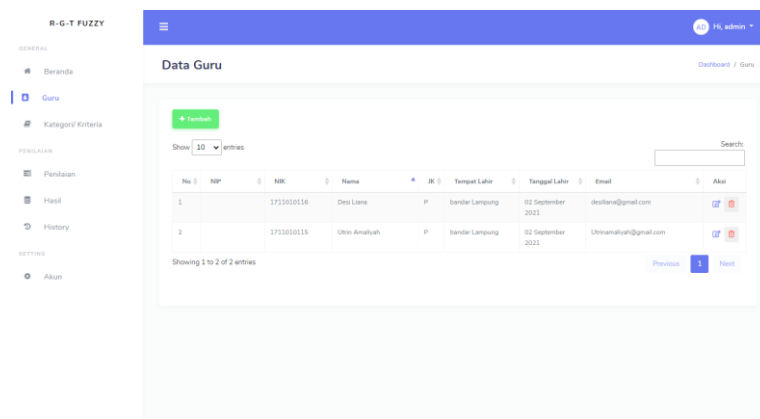 R-G-T FUZZY
GENERAL
Beranda
Guru
Kategori/ Kriteria
PENILAIAN
Penilaian
Hasil
History
SETTING
Akun
AD Hi, admin
Data Guru
Dashboard / Guru
+ Tambah
Show 10 entries
Search:
No NIP NIK Nama JK Tempat Lahir Tanggal Lahir Email Aksi
1 1711010116 Desi Liana P bandar Lampung 02 September 2021 desiliana@gmail.com
2 1711010115 Utrin Amaliyah P bandar Lampung 02 September 2021 Utrinamaliyah@gmail.com
Showing 1 to 2 of 2 entries
Previous 1 Next